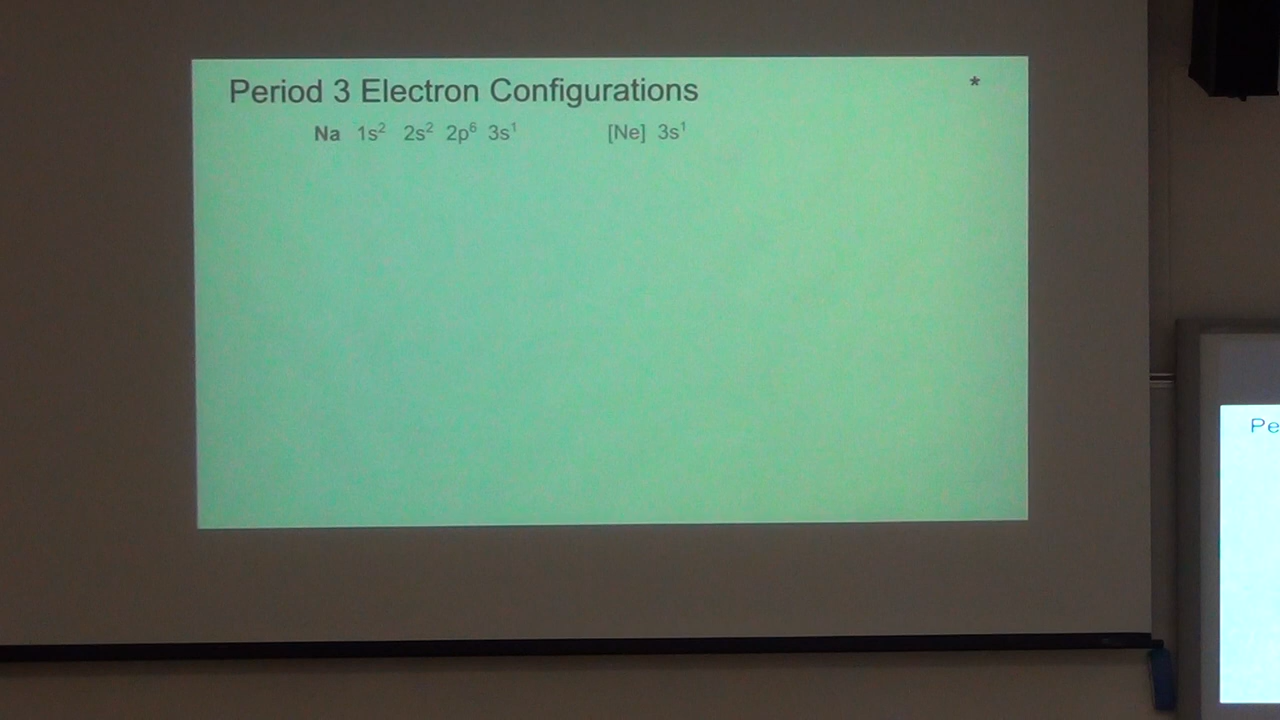 Period 3 Electron Configurations *
Na 1s² 2s² 2p⁶ 3s¹ [Ne] 3s¹
Pe